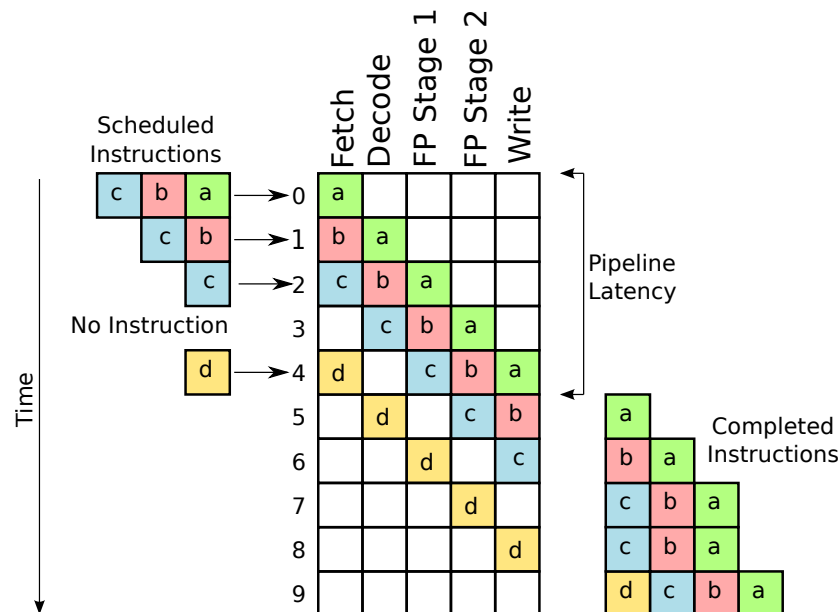 Fetch
Decode
FP Stage 1
FP Stage 2
Write
Scheduled
Instructions
c b a 0 a
c b 1 b a
c 2 c b a
No Instruction 3 c b a
d 4 d c b a
5 d c b a
6 d c b a
7 d c b a
8 d c b a
9 d c b a
Pipeline
Latency
Completed
Instructions
Time